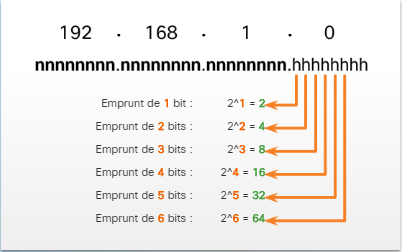 192 . 168 . 1 . 0
nnnnnnnn.nnnnnnnn.nnnnnnnn.hhhhhhhh
Emprunt de 1 bit : 2^1 = 2
Emprunt de 2 bits : 2^2 = 4
Emprunt de 3 bits : 2^3 = 8
Emprunt de 4 bits : 2^4 = 16
Emprunt de 5 bits : 2^5 = 32
Emprunt de 6 bits : 2^6 = 64